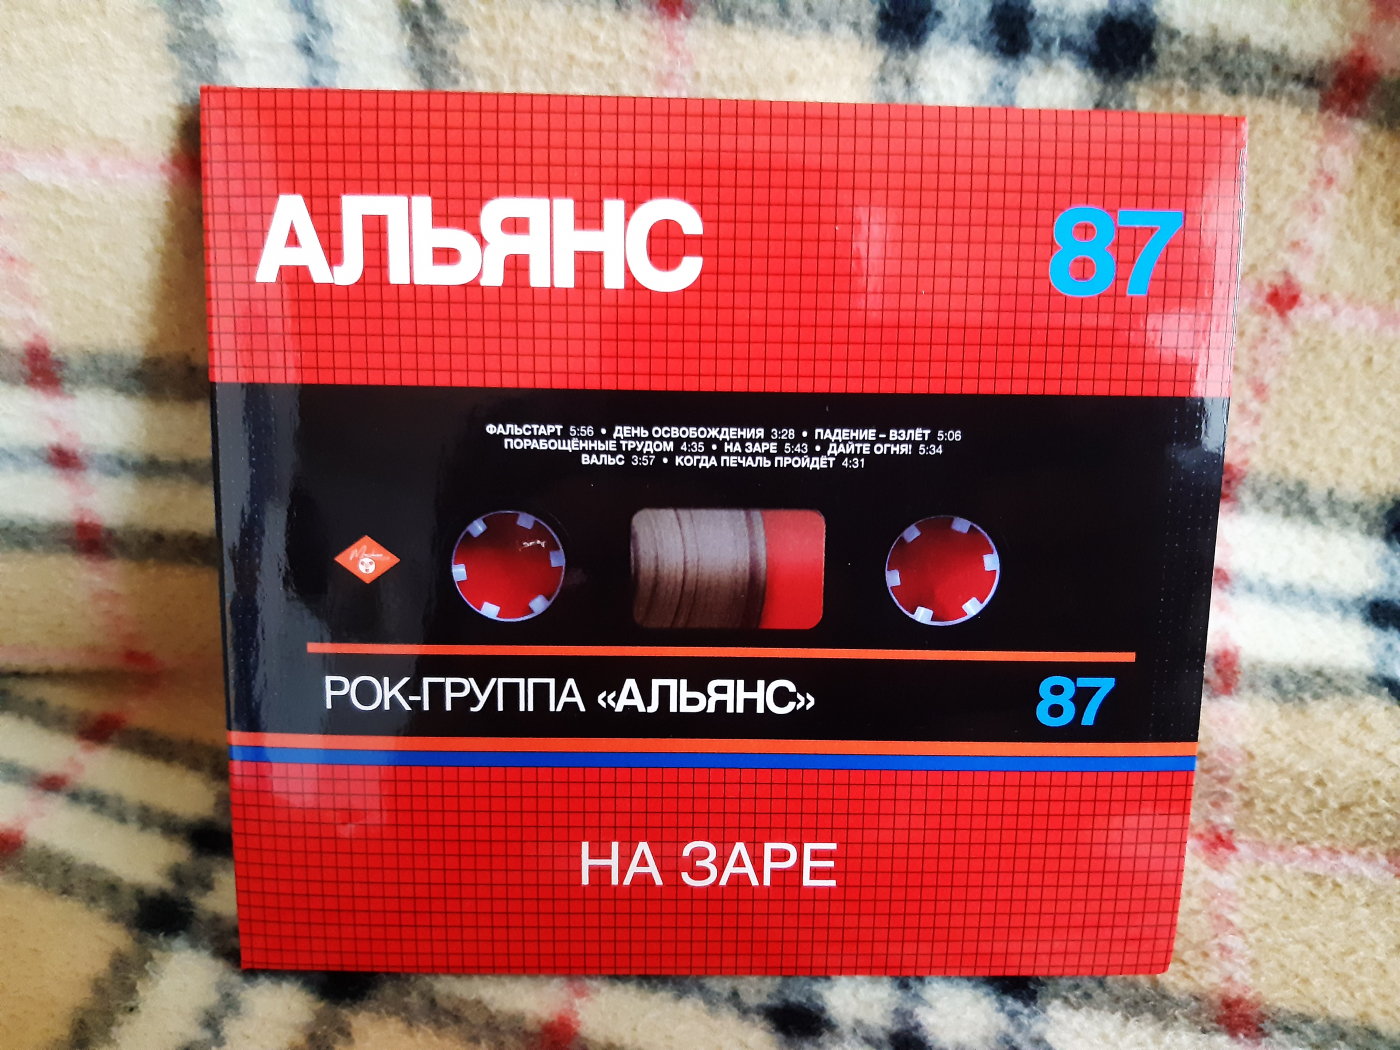 АЛЬЯНС 87
ФАЛЬСТАРТ 5:56 • ДЕНЬ ОСВОБОЖДЕНИЯ 3:28 • ПАДЕНИЕ – ВЗЛЁТ 5:06
ПОРАБОЩЁННЫЕ ТРУДОМ 4:35 • НА ЗАРЕ 5:43 • ДАЙТЕ ОГНЯ! 5:34
ВАЛЬС 3:57 • КОГДА ПЕЧАЛЬ ПРОЙДЁТ 4:31
РОК-ГРУППА «АЛЬЯНС» 87
НА ЗАРЕ